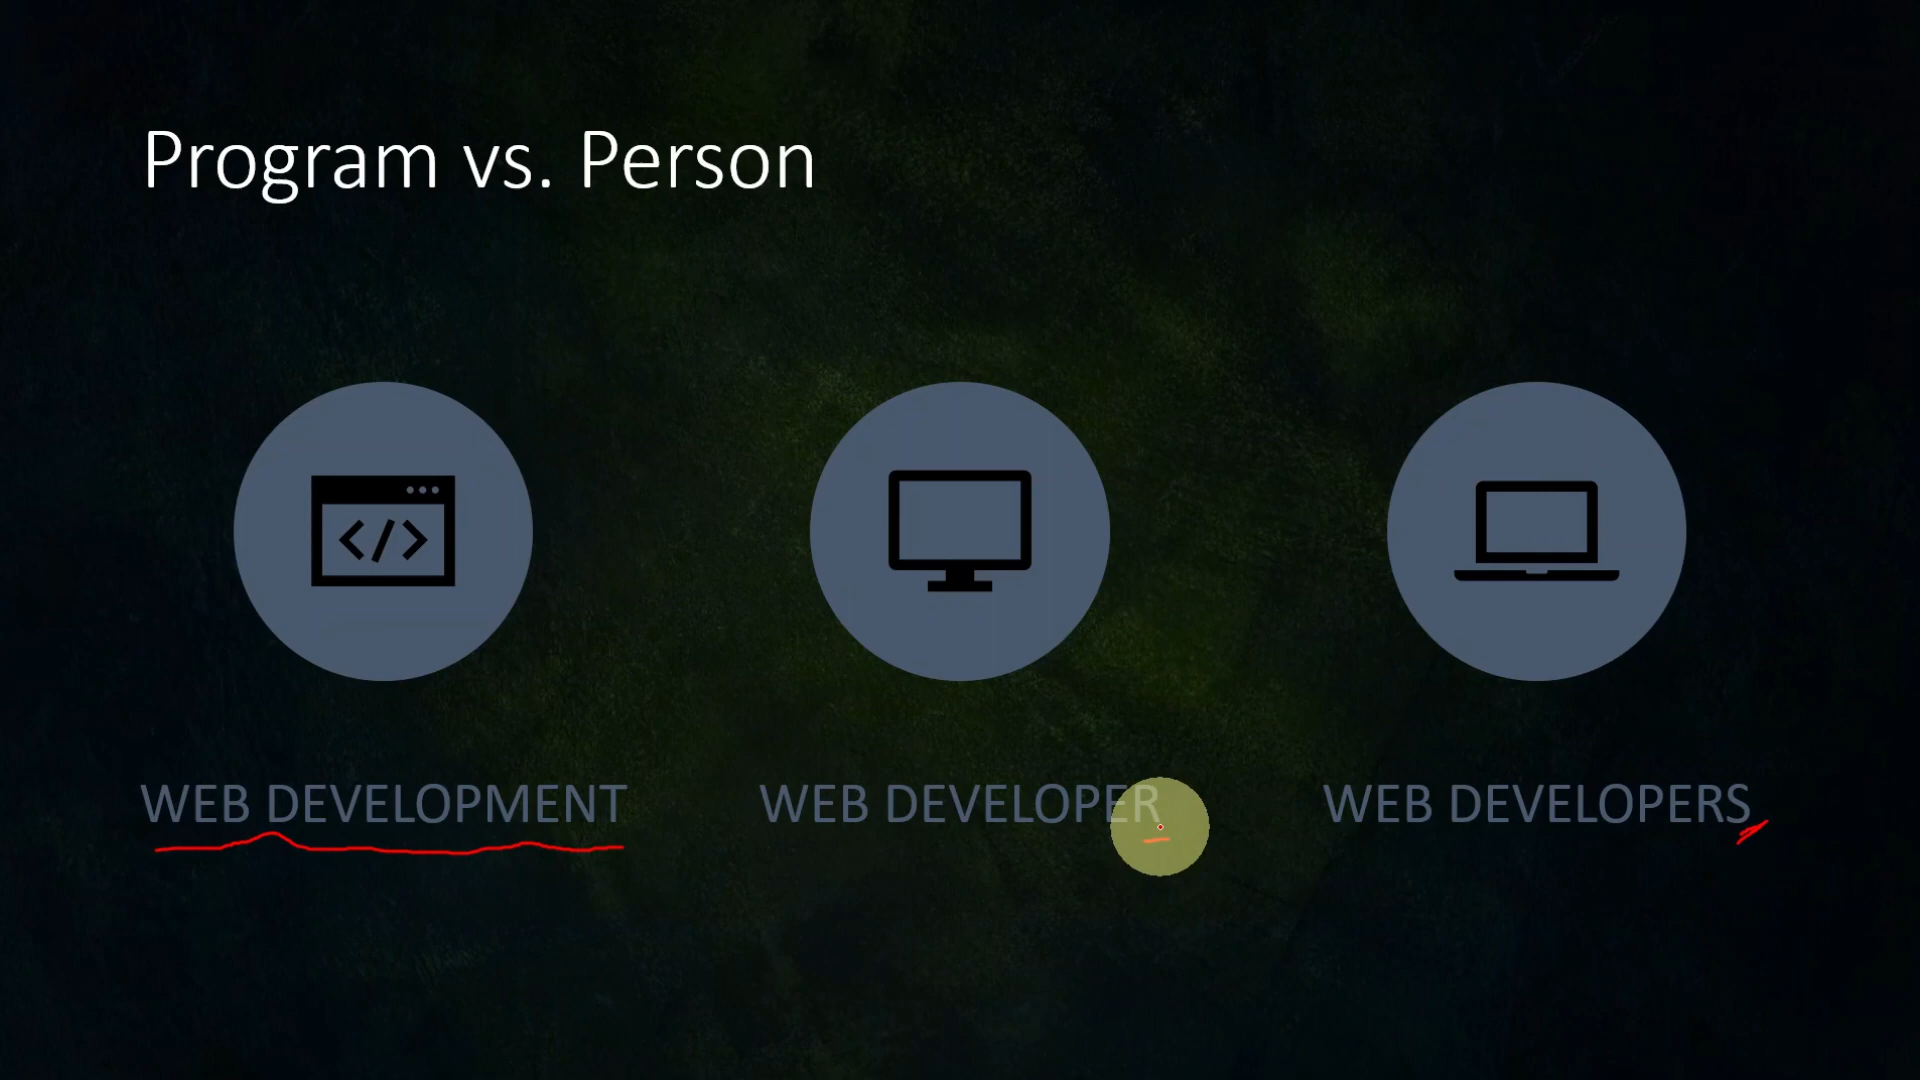 Program vs. Person
</>
WEB DEVELOPMENT
WEB DEVELOPER
WEB DEVELOPERS